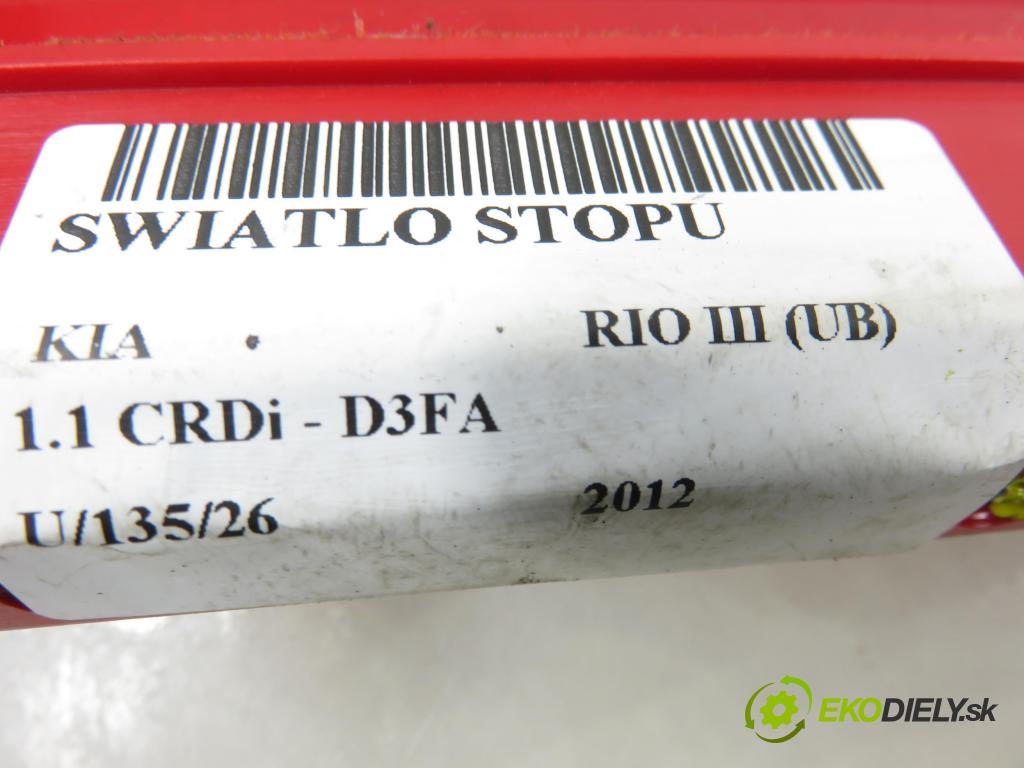 SWIATLO STOPU
KIA RIO III (UB)
1.1 CRDi - D3FA
U/135/26 2012
EKODIELY.sk